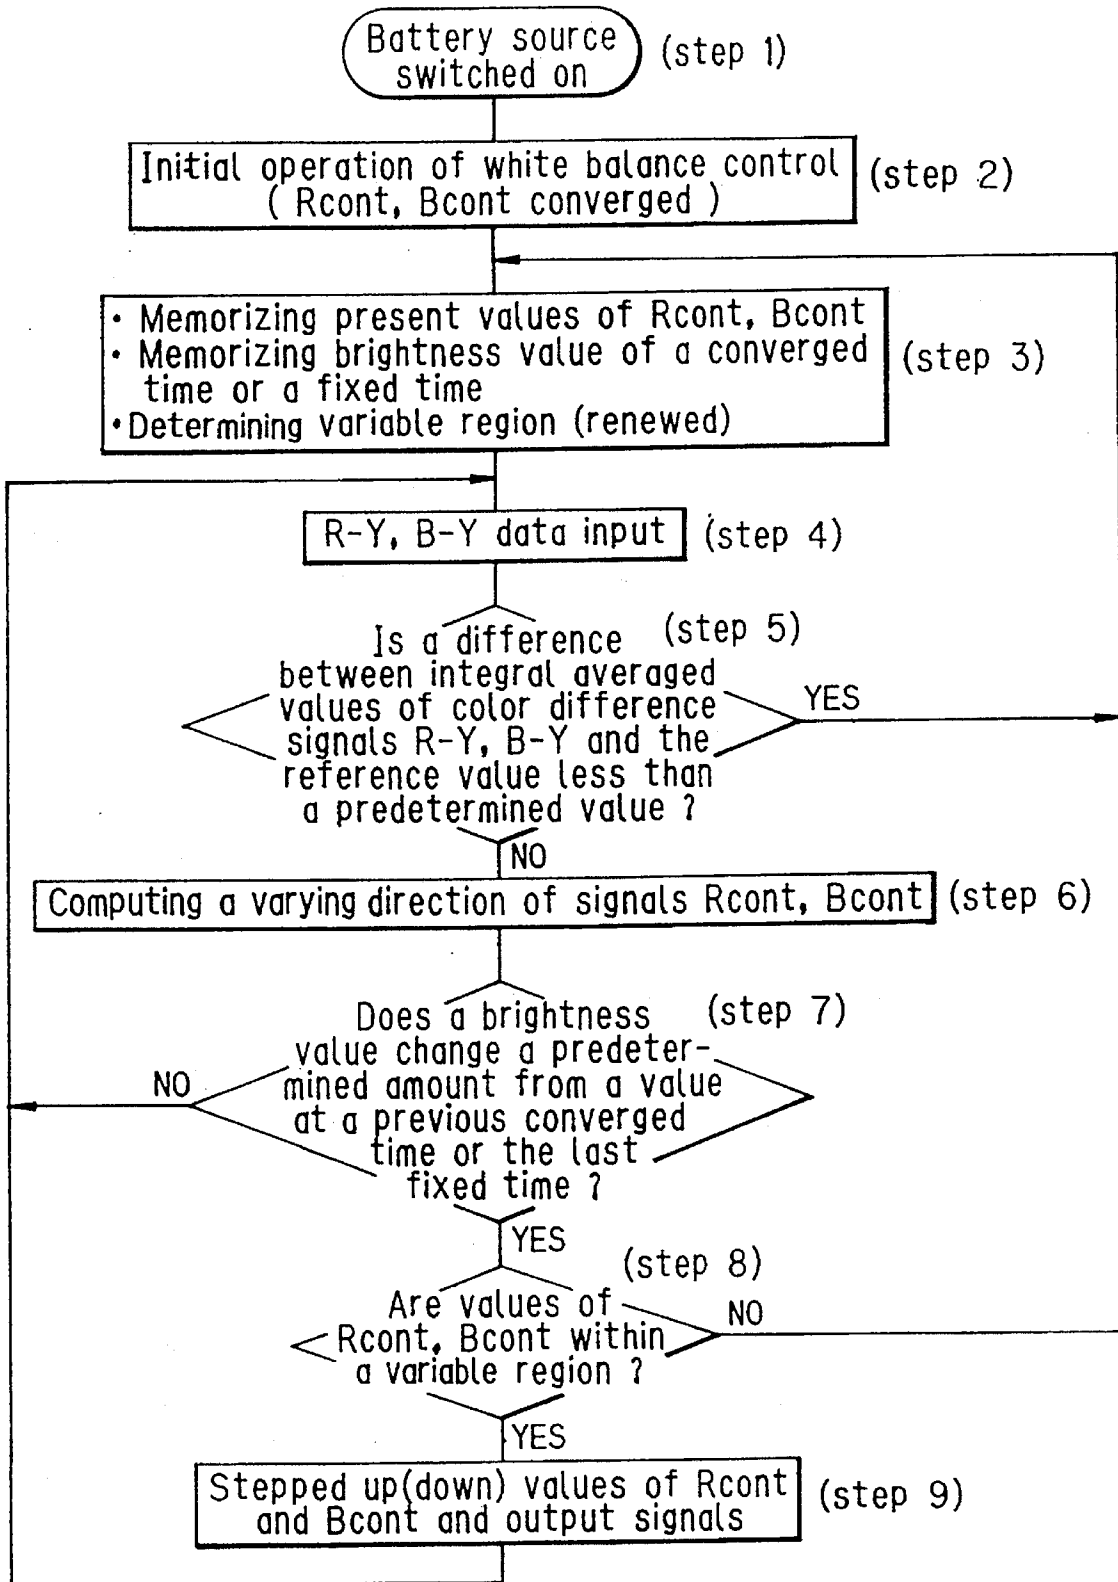 Battery source
switched on
(step 1)
Initial operation of white balance control
( Rcont, Bcont converged )
(step 2)
• Memorizing present values of Rcont, Bcont
• Memorizing brightness value of a converged
time or a fixed time
• Determining variable region (renewed)
(step 3)
R-Y, B-Y data input
(step 4)
Is a difference
between integral averaged
values of color difference
signals R-Y, B-Y and the
reference value less than
a predetermined value ?
(step 5)
YES
NO
Computing a varying direction of signals Rcont, Bcont
(step 6)
Does a brightness
value change a predeter-
mined amount from a value
at a previous converged
time or the last
fixed time ?
(step 7)
NO
YES
(step 8)
Are values of
Rcont, Bcont within
a variable region ?
NO
YES
Stepped up(down) values of Rcont
and Bcont and output signals
(step 9)